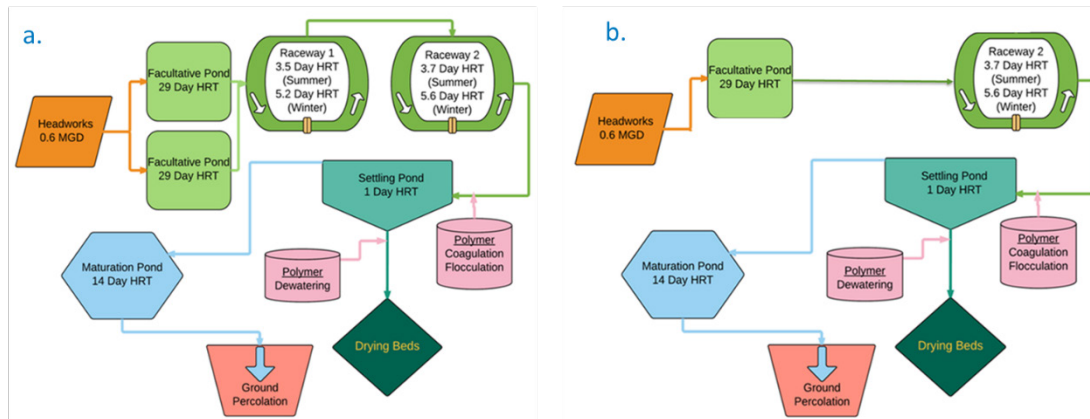 a.
Facultative Pond
29 Day HRT
Headworks
0.6 MGD
Facultative Pond
29 Day HRT
Raceway 1
3.5 Day HRT
(Summer)
5.2 Day HRT
(Winter)
Raceway 2
3.7 Day HRT
(Summer)
5.6 Day HRT
(Winter)
Settling Pond
1 Day HRT
Polymer
Coagulation
Flocculation
Polymer
Dewatering
Maturation Pond
14 Day HRT
Drying Beds
Ground
Percolation
b.
Facultative Pond
29 Day HRT
Headworks
0.6 MGD
Raceway 2
3.7 Day HRT
(Summer)
5.6 Day HRT
(Winter)
Settling Pond
1 Day HRT
Polymer
Coagulation
Flocculation
Polymer
Dewatering
Maturation Pond
14 Day HRT
Drying Beds
Ground
Percolation